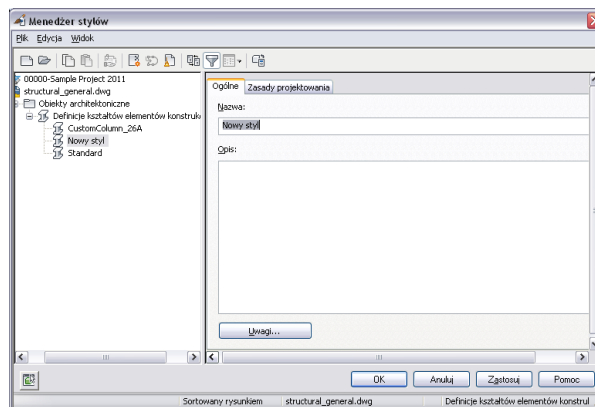 Menedżer stylów
Plik Edycja Widok
00000-Sample Project 2011
structural_general.dwg
Obiekty architektoniczne
Definicje kształtów elementów konstruk
CustomColumn_26A
Nowy styl
Standard
Ogólne Zasady projektowania
Nazwa:
Nowy styl
Opis:
Uwagi...
OK Anuluj Zastosuj Pomoc
Sortowany rysunkiem structural_general.dwg Definicje kształtów elementów konstrul